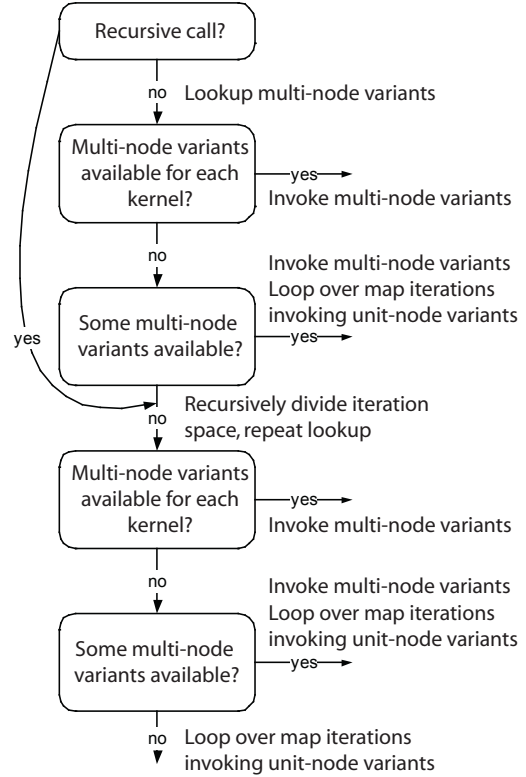 Recursive call?
no
Lookup multi-node variants
Multi-node variants
available for each
kernel?
yes
Invoke multi-node variants
no
Invoke multi-node variants
Loop over map iterations
invoking unit-node variants
Some multi-node
variants available?
yes
yes
no
Recursively divide iteration
space, repeat lookup
Multi-node variants
available for each
kernel?
yes
Invoke multi-node variants
no
Invoke multi-node variants
Loop over map iterations
invoking unit-node variants
Some multi-node
variants available?
yes
no
Loop over map iterations
invoking unit-node variants